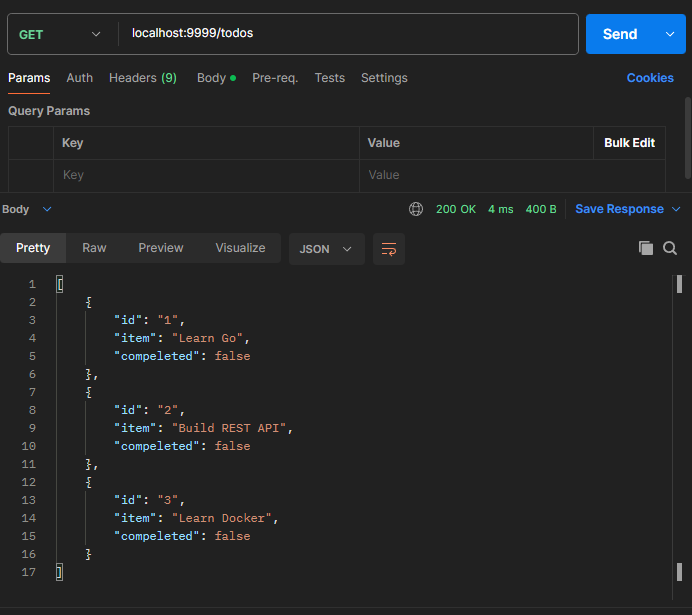 GET localhost:9999/todos Send
Params Auth Headers (9) Body Pre-req. Tests Settings Cookies
Query Params
Key Value Bulk Edit
Key Value
Body 200 OK 4 ms 400 B Save Response
Pretty Raw Preview Visualize JSON
1 [
2 {
3 "id": "1",
4 "item": "Learn Go",
5 "compeleted": false
6 },
7 {
8 "id": "2",
9 "item": "Build REST API",
10 "compeleted": false
11 },
12 {
13 "id": "3",
14 "item": "Learn Docker",
15 "compeleted": false
16 }
17 ]